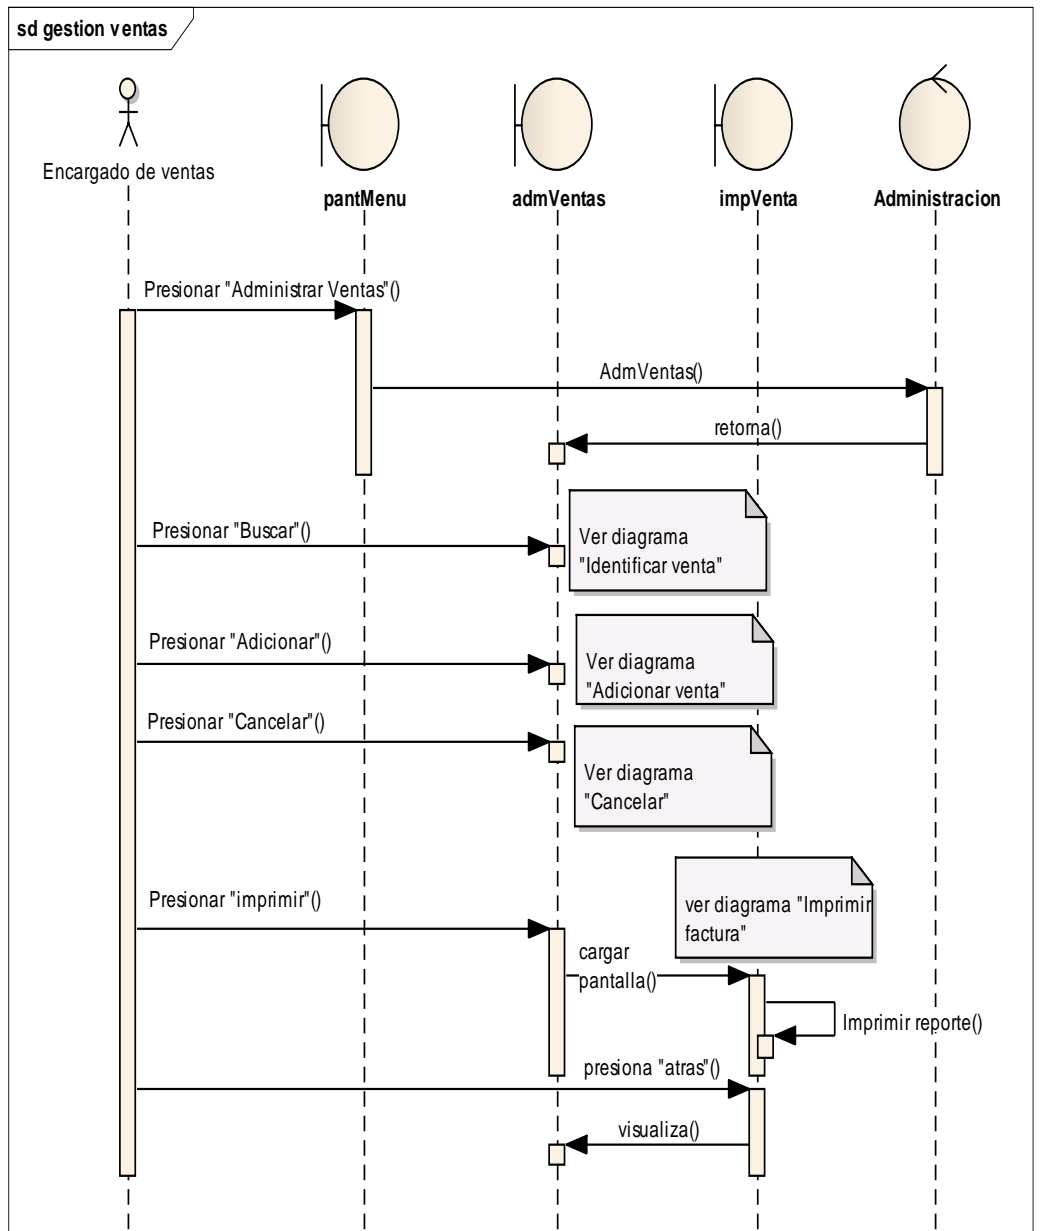 sd gestion ventas
Encargado de ventas
pantMenu
admVentas
impVenta
Administracion
Presionar "Administrar Ventas"()
AdmVentas()
retorna()
Presionar "Buscar"()
Ver diagrama
"Identificar venta"
Presionar "Adicionar"()
Ver diagrama
"Adicionar venta"
Presionar "Cancelar"()
Ver diagrama
"Cancelar"
Presionar "imprimir"()
ver diagrama "Imprimir
factura"
cargar
pantalla()
Imprimir reporte()
presiona "atras"()
visualiza()